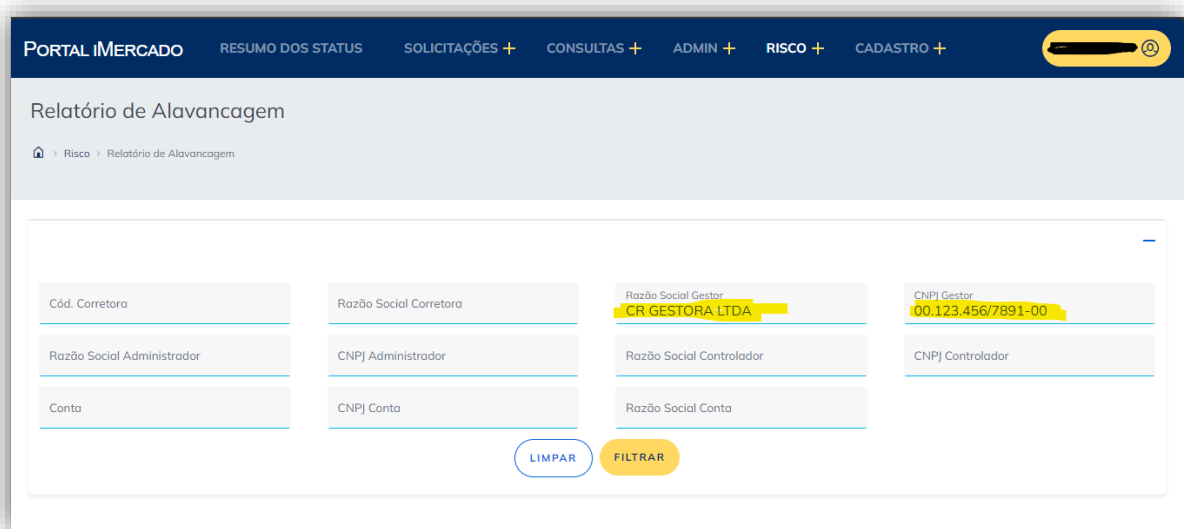 PORTAL IMERCADO RESUMO DOS STATUS SOLICITAÇÕES + CONSULTAS + ADMIN + RISCO + CADASTRO +
Relatório de Alavancagem
> Risco > Relatório de Alavancagem
Cód. Corretora
Razão Social Corretora
Razão Social Gestor
CR GESTORA LTDA
CNPJ Gestor
00.123.456/7891-00
Razão Social Administrador
CNPJ Administrador
Razão Social Controlador
CNPJ Controlador
Conta
CNPJ Conta
Razão Social Conta
LIMPAR
FILTRAR